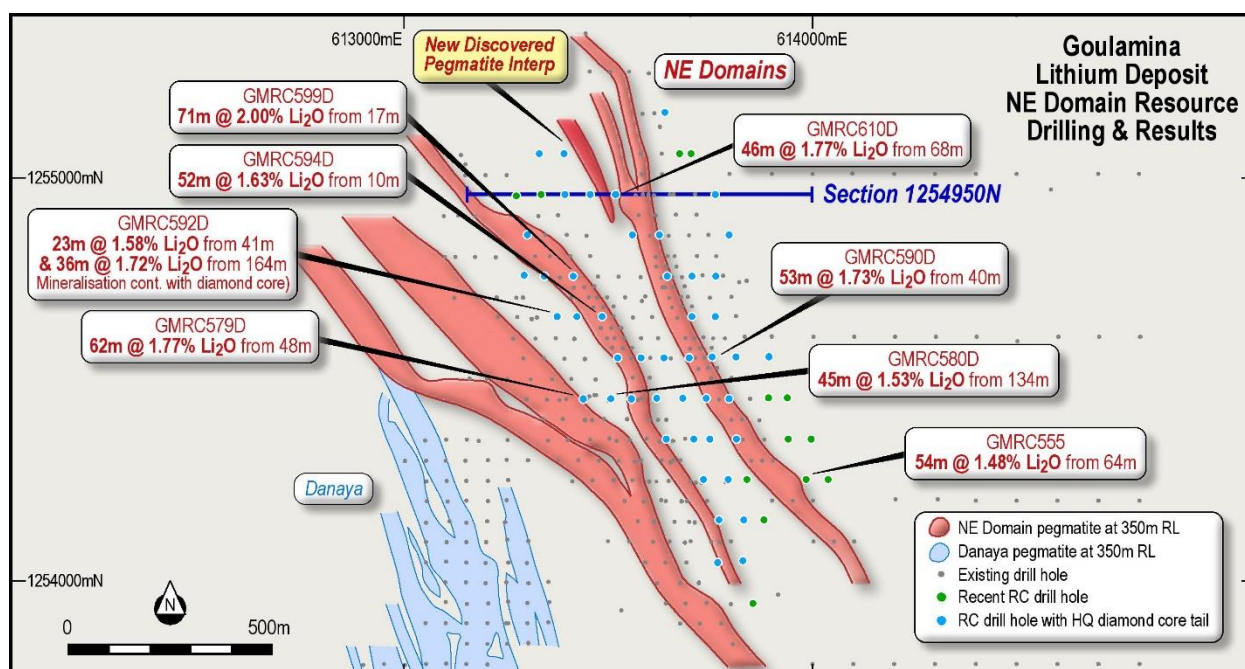 613000mE
614000mE
New Discovered
Pegmatite Interp
NE Domains
Goulamina
Lithium Deposit
NE Domain Resource
Drilling & Results
GMRC599D
71m @ 2.00% Li₂O from 17m
GMRC610D
46m @ 1.77% Li₂O from 68m
GMRC594D
52m @ 1.63% Li₂O from 10m
1255000mN
Section 1254950N
GMRC592D
23m @ 1.58% Li₂O from 41m
& 36m @ 1.72% Li₂O from 164m
Mineralisation cont. with diamond core)
GMRC590D
53m @ 1.73% Li₂O from 40m
GMRC579D
62m @ 1.77% Li₂O from 48m
GMRC580D
45m @ 1.53% Li₂O from 134m
GMRC555
54m @ 1.48% Li₂O from 64m
Danaya
NE Domain pegmatite at 350m RL
Danaya pegmatite at 350m RL
Existing drill hole
Recent RC drill hole
RC drill hole with HQ diamond core tail
1254000mN
N
0
500m